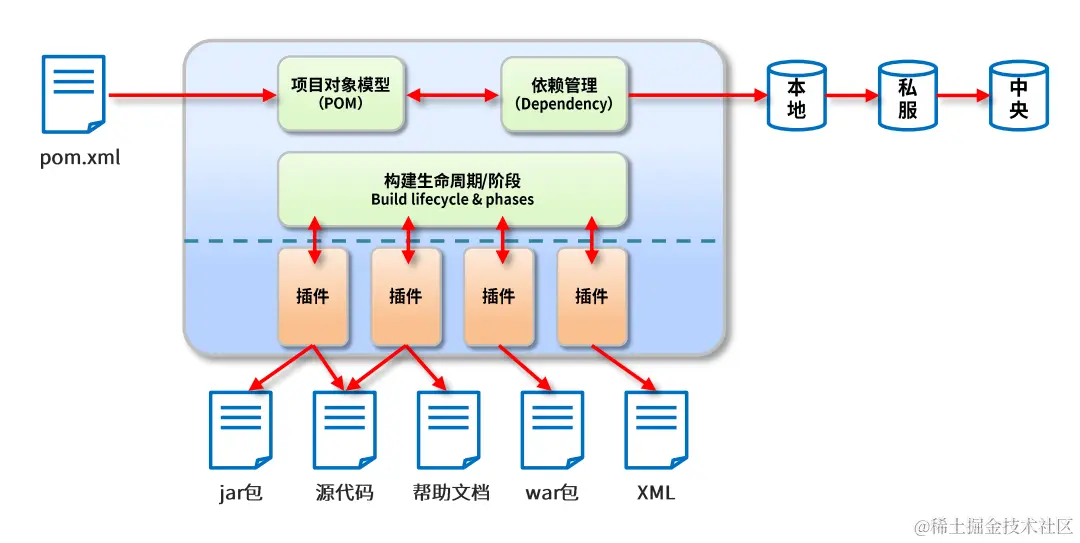 项目对象模型
（POM）
依赖管理
（Dependency）
本
地
私
服
中
央
pom.xml
构建生命周期/阶段
Build lifecycle & phases
插件
插件
插件
插件
jar包
源代码
帮助文档
war包
XML
@稀土掘金技术社区